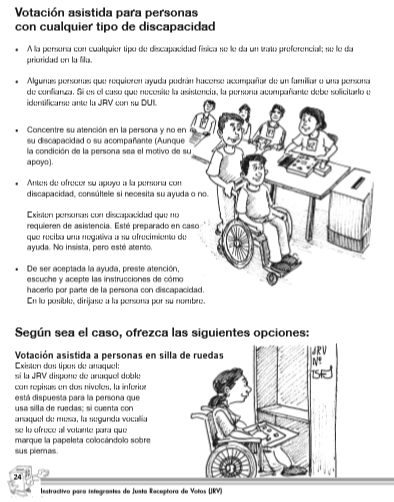 Votación asistida para personas
con cualquier tipo de discapacidad
• A la persona con cualquier tipo de discapacidad física se le da un trato preferencial; se le da
prioridad en la fila.
• Algunas personas que requieren ayuda podrán hacerse acompañar de un familiar o una persona
de confianza. Si es el caso que necesite la asistencia, la persona acompañante debe solicitarlo e
identificarse ante la JRV con su DUI.
• Concentre su atención en la persona y no en
su discapacidad o su acompañante (Aunque
la condición de la persona sea el motivo de su
apoyo).
• Antes de ofrecer su apoyo a la persona con
discapacidad, consúltele si necesita su ayuda o no.
Existen personas con discapacidad que no
requieren de asistencia. Esté preparado en caso
que reciba una negativa a su ofrecimiento de
ayuda. No insista, pero esté atento.
• De ser aceptada la ayuda, preste atención,
escuche y acepte las instrucciones de cómo
hacerlo por parte de la persona con discapacidad.
En lo posible, diríjase a la persona por su nombre.
Según sea el caso, ofrezca las siguientes opciones:
Votación asistida a personas en silla de ruedas
Existen dos tipos de anaquel:
si la JRV dispone de anaquel doble
con repisas en dos niveles, la inferior
está dispuesta para la persona que
usa silla de ruedas; si cuenta con
anaquel de mesa, la segunda vocalía
se lo ofrece al votante para que
marque la papeleta colocándolo sobre
sus piernas.
JRV
Nº
TSE
24
Instructivo para integrantes de Junta Receptora de Votos (JRV)